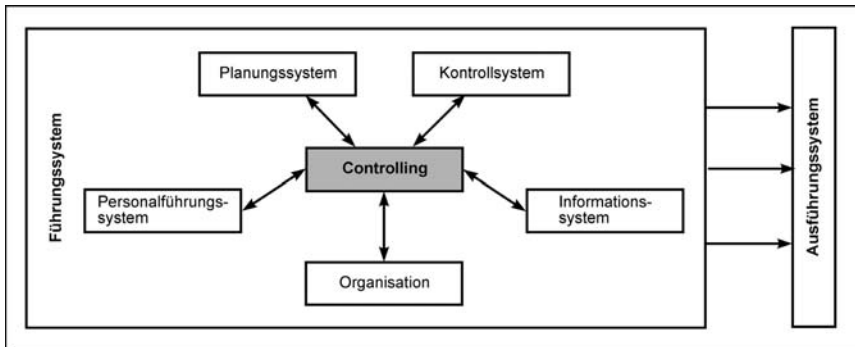 Führungssystem
Planungssystem
Kontrollsystem
Controlling
Personalführungs-
system
Informations-
system
Organisation
Ausführungssystem